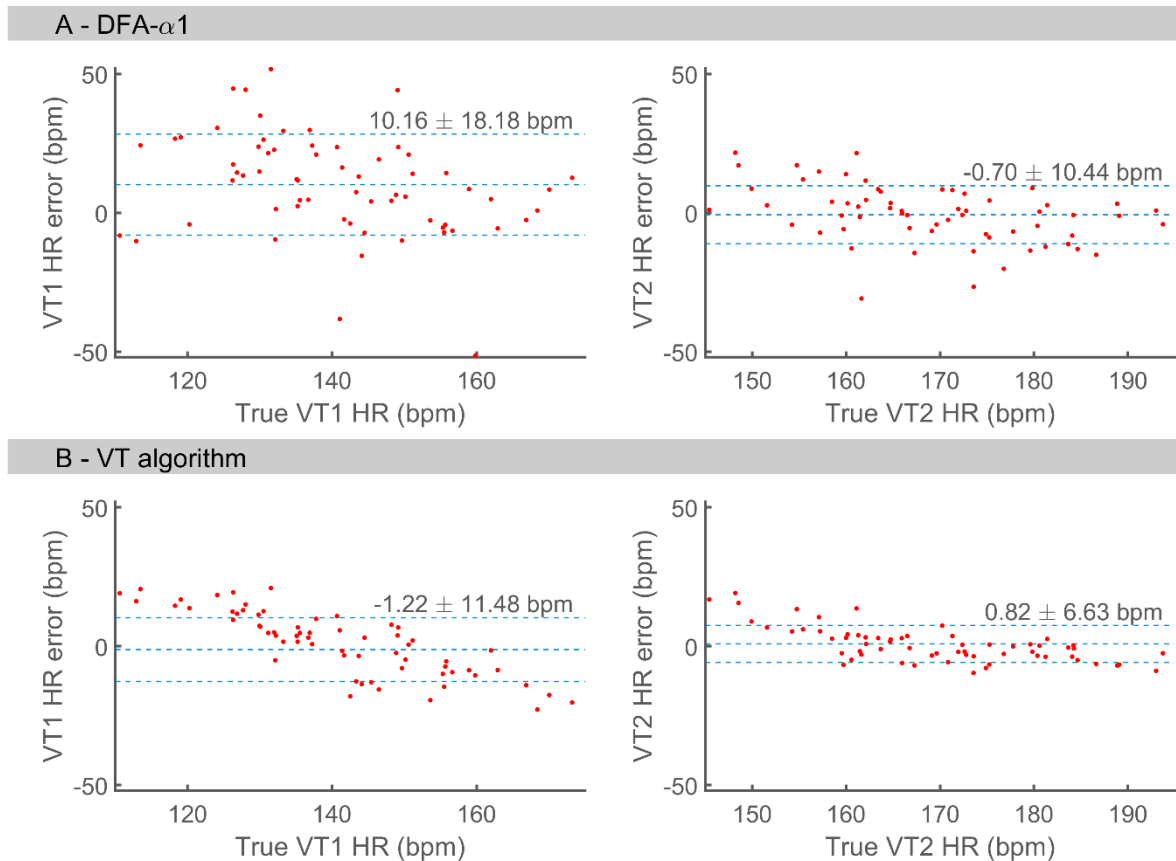 A - DFA-α1
50
0
-50
VT1 HR error (bpm)
10.16 ± 18.18 bpm
120
140
160
True VT1 HR (bpm)
50
0
-50
VT2 HR error (bpm)
-0.70 ± 10.44 bpm
150
160
170
180
190
True VT2 HR (bpm)
B - VT algorithm
50
0
-50
VT1 HR error (bpm)
-1.22 ± 11.48 bpm
120
140
160
True VT1 HR (bpm)
50
0
-50
VT2 HR error (bpm)
0.82 ± 6.63 bpm
150
160
170
180
190
True VT2 HR (bpm)